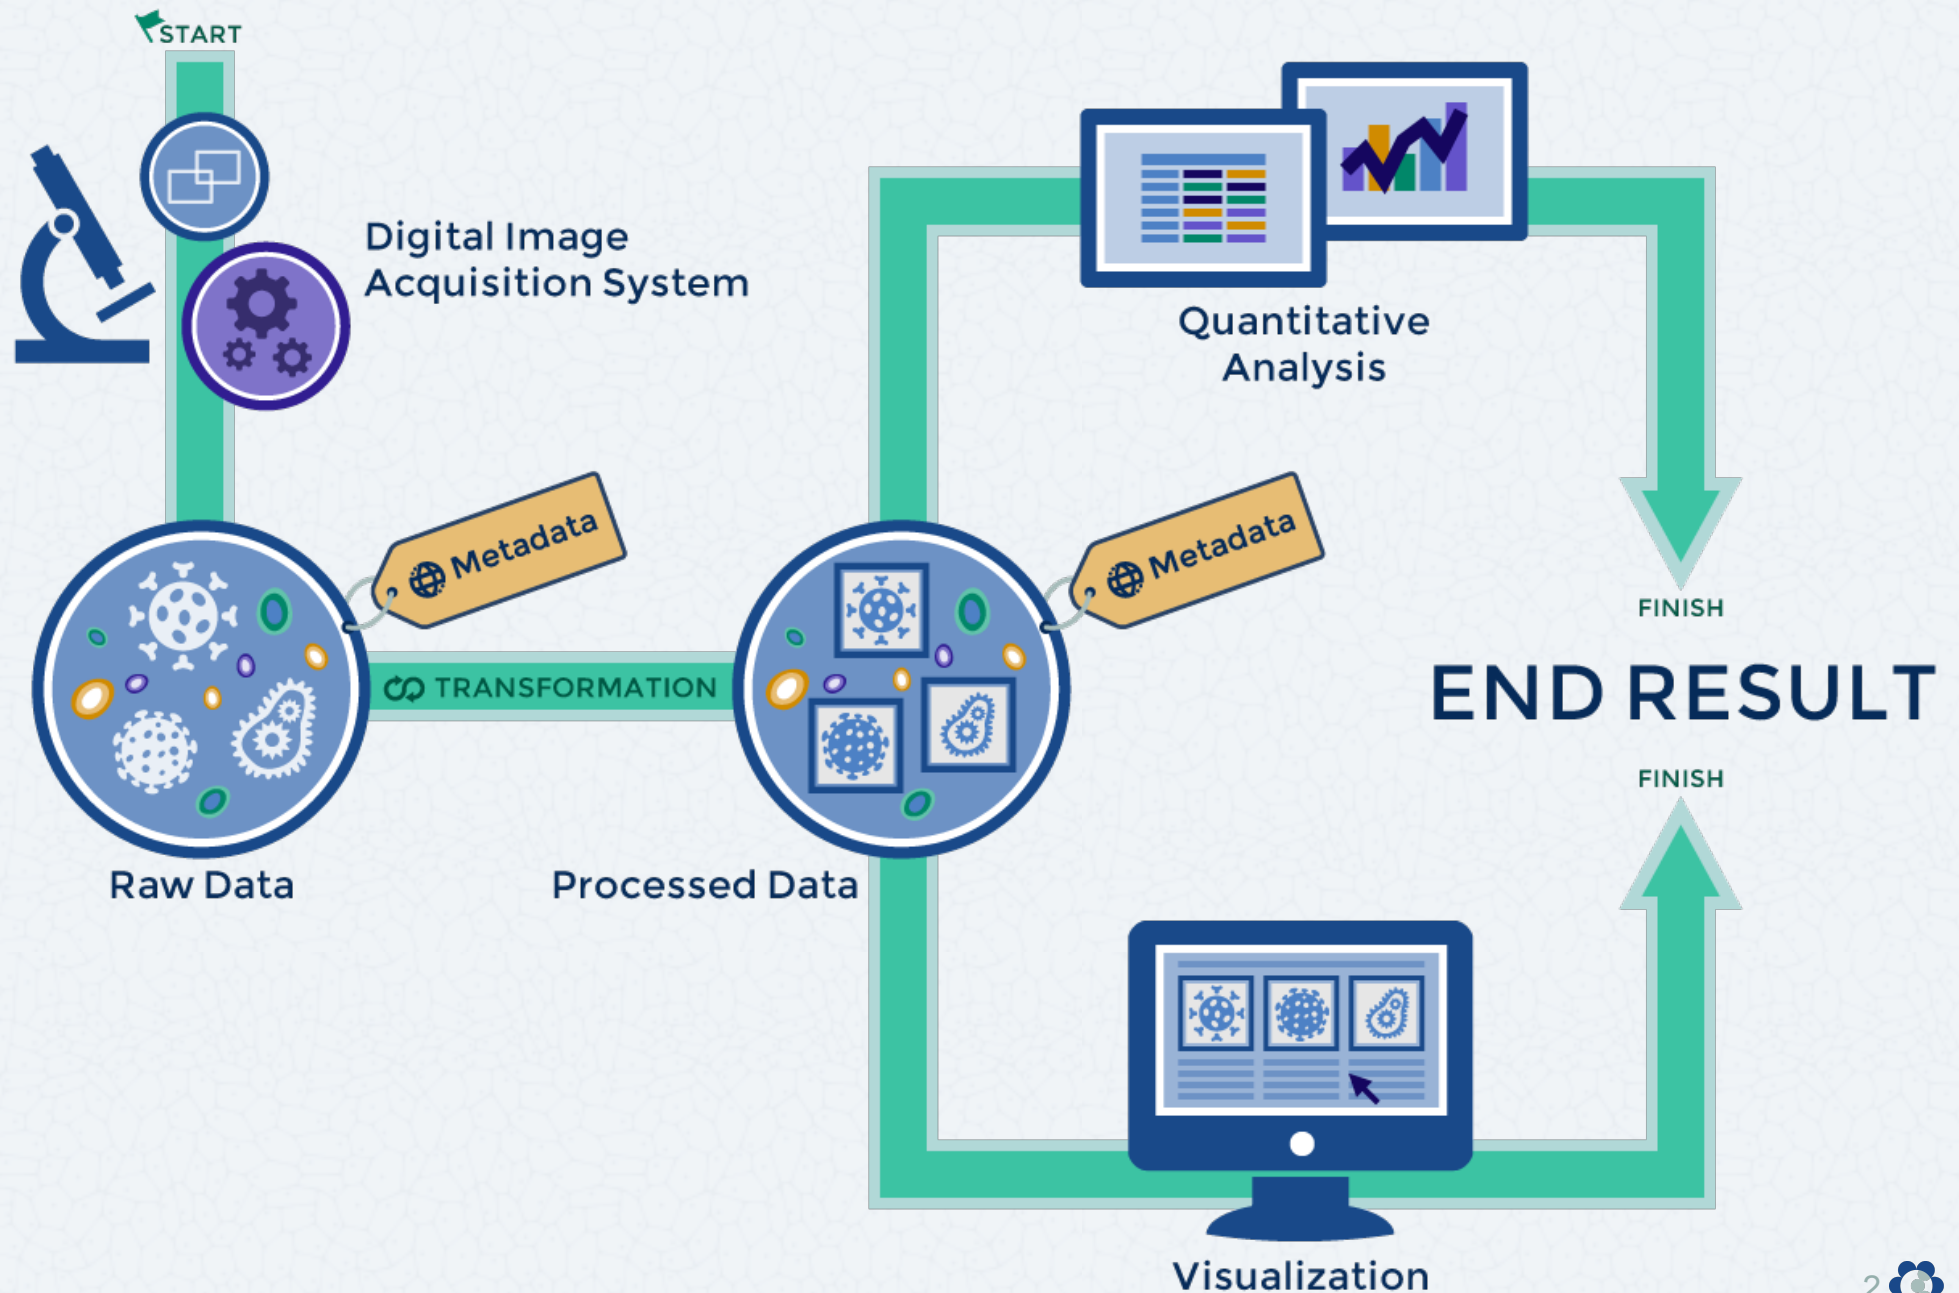 START
Digital Image
Acquisition System
Metadata
Raw Data
TRANSFORMATION
Metadata
Processed Data
Quantitative
Analysis
FINISH
END RESULT
FINISH
Visualization
2